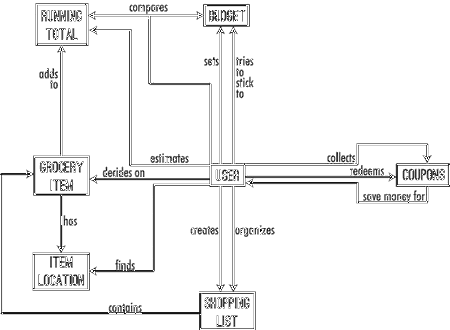 compares
RUNNING
TOTAL
BUDGET
sets
tries
to
stick
to
adds
to
estimates
collects
GROCERY
ITEM
decides on
USER
redeems
COUPONS
save money for
has
creates
organizes
ITEM
LOCATION
finds
contains
SHOPPING
LIST